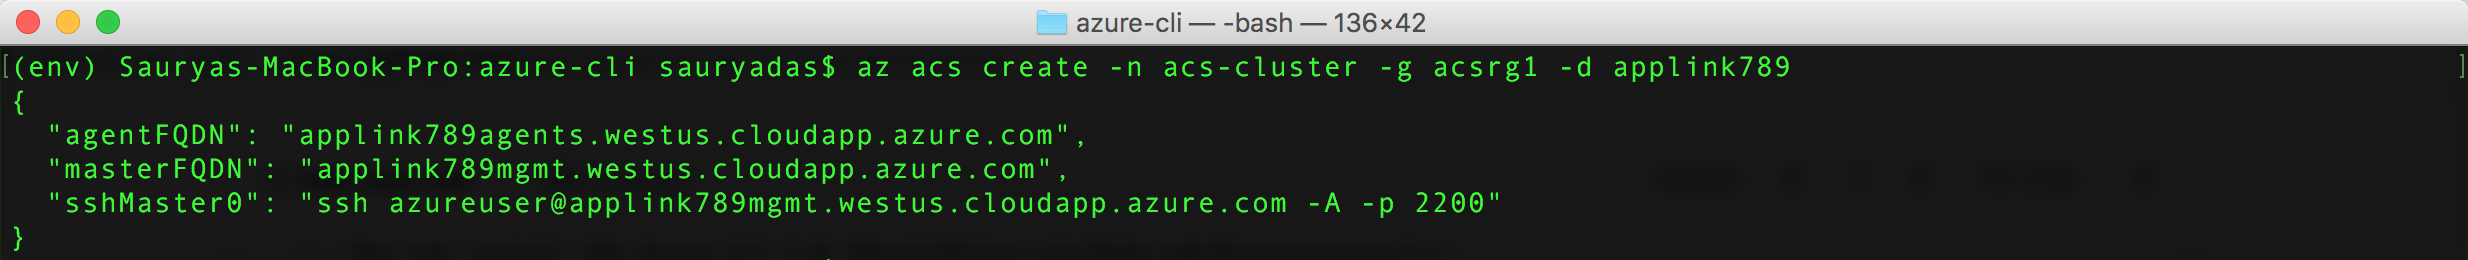 azure-cli — -bash — 136×42
[(env) Sauryas-MacBook-Pro:azure-cli sauryadas$ az acs create -n acs-cluster -g acsrg1 -d applink789 ]
{
  "agentFQDN": "applink789agents.westus.cloudapp.azure.com",
  "masterFQDN": "applink789mgmt.westus.cloudapp.azure.com",
  "sshMaster0": "ssh azureuser@applink789mgmt.westus.cloudapp.azure.com -A -p 2200"
}